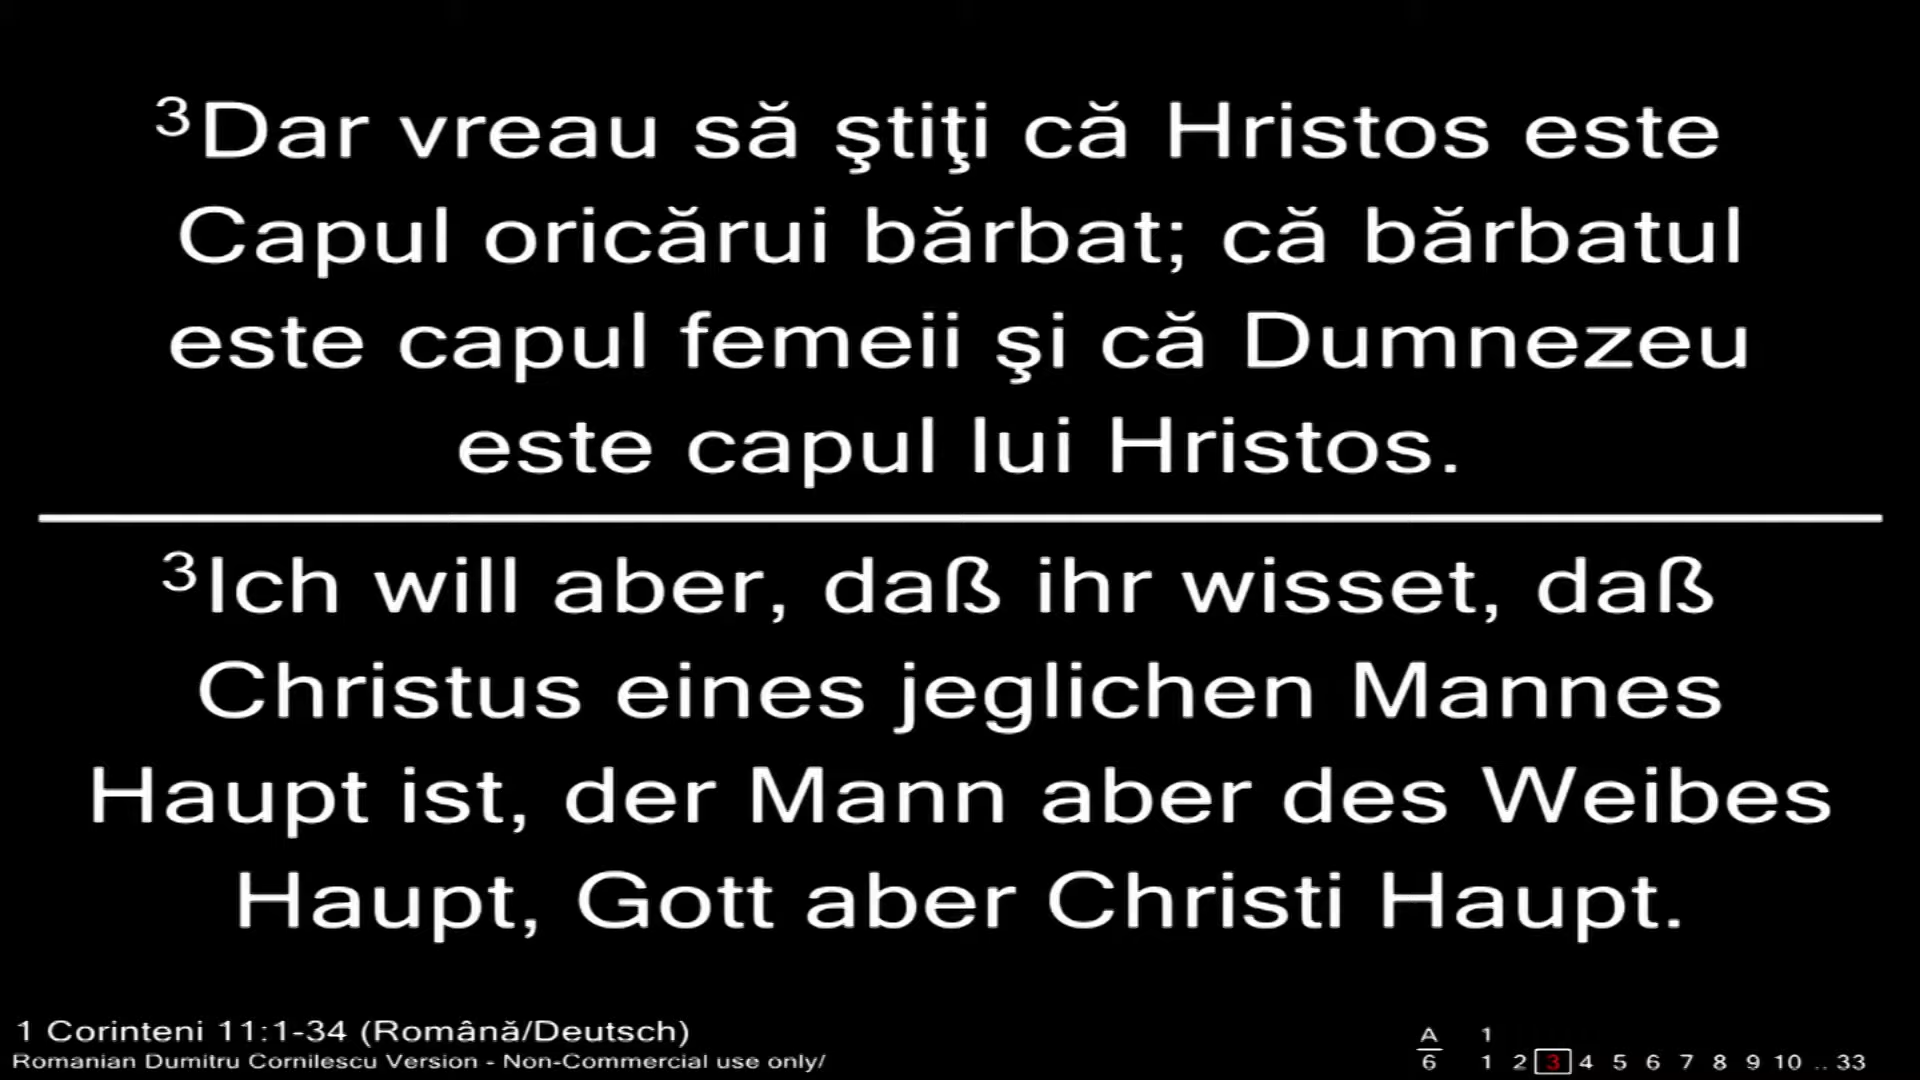 ³Dar vreau să ştiţi că Hristos este
Capul oricărui bărbat; că bărbatul
este capul femeii şi că Dumnezeu
este capul lui Hristos.
³Ich will aber, daß ihr wisset, daß
Christus eines jeglichen Mannes
Haupt ist, der Mann aber des Weibes
Haupt, Gott aber Christi Haupt.
1 Corinteni 11:1-34 (Română/Deutsch)
Romanian Dumitru Cornilescu Version - Non-Commercial use only/
A 1
6 1 2 3 4 5 6 7 8 9 10 .. 33